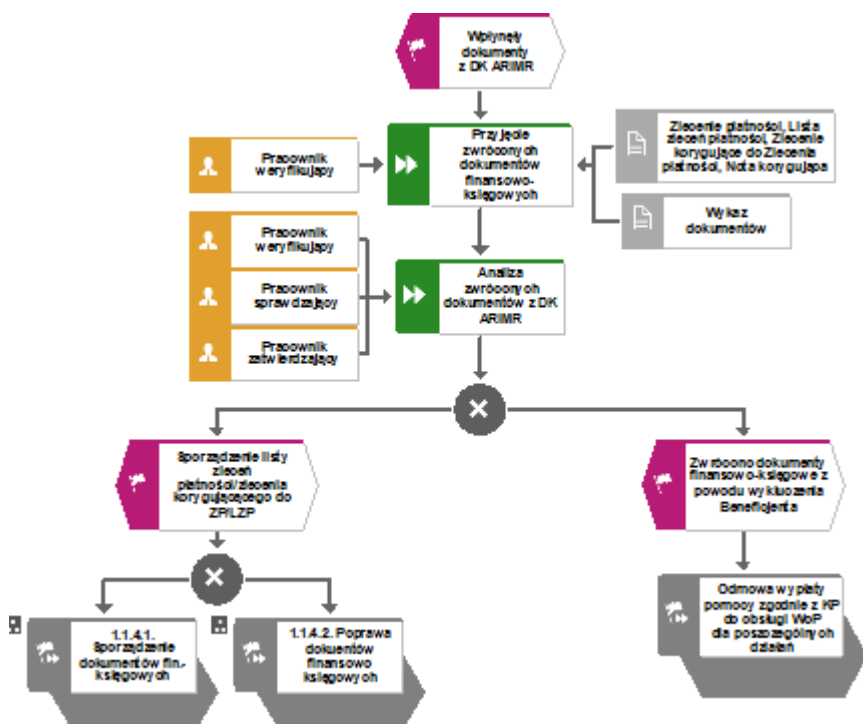 Wpłynęły
dokumenty
z DK ARIMR
Pracownik
weryfikujący
Przyjęcie
zwróconych
dokumentów
finansowo-
księgowych
Zlecenie płatności, Lista
zleceń płatności, Zlecenie
korygujące do Zlecenia
płatności, Nota korygująca
Wykaz
dokumentów
Pracownik
weryfikujący
Pracownik
sprawdzający
Pracownik
zatwierdzający
Analiza
zwróconych
dokumentów z DK
ARIMR
Sporządzenie listy
zleceń
płatności/zlecenia
korygującącego do
ZP/LZP
Zwrócono dokumenty
finansowo-księgowe z
powodu wykluczenia
Beneficjenta
1.1.4.1.
Sporządzenie
dokumentów fin.-
księgowych
1.1.4.2. Poprawa
dokuentów
finansowo
księgowych
Odmowa wypłaty
pomocy zgodnie z KP
do obsługi WoP
dla poszczególnych
działań